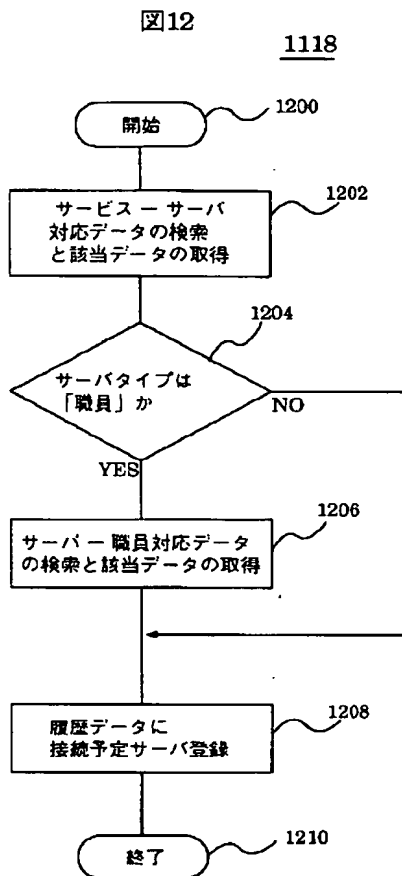 図12
1118
開始
1200
サービス ー サーバ
対応データの検索
と該当データの取得
1202
サーバタイプは
「職員」か
1204
NO
YES
サーバー 職員対応データ
の検索と該当データの取得
1206
履歴データに
接続予定サーバ登録
1208
終了
1210